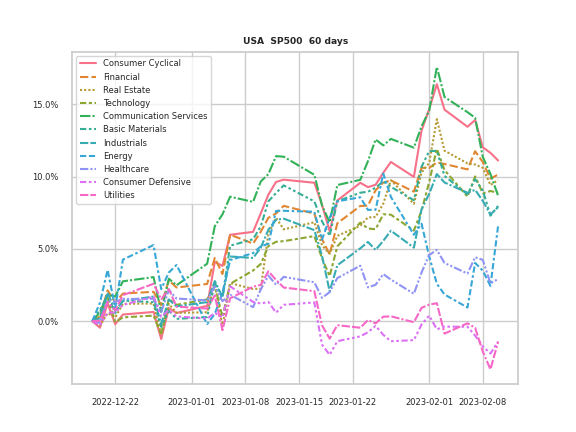 USA  SP500  60 days
Consumer Cyclical
Financial
Real Estate
Technology
Communication Services
Basic Materials
Industrials
Energy
Healthcare
Consumer Defensive
Utilities
15.0%
10.0%
5.0%
0.0%
2022-12-22 2023-01-01 2023-01-08 2023-01-15 2023-01-22 2023-02-01 2023-02-08